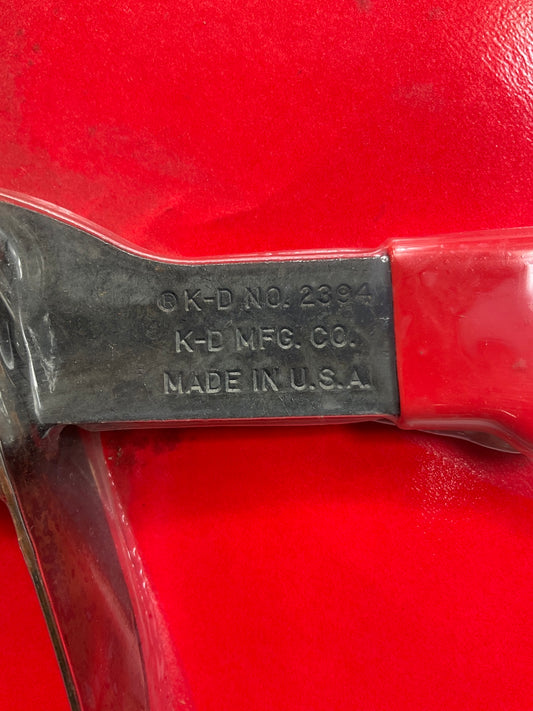 ©K-D NO. 2394
K-D MFG. CO.
MADE IN U.S.A.